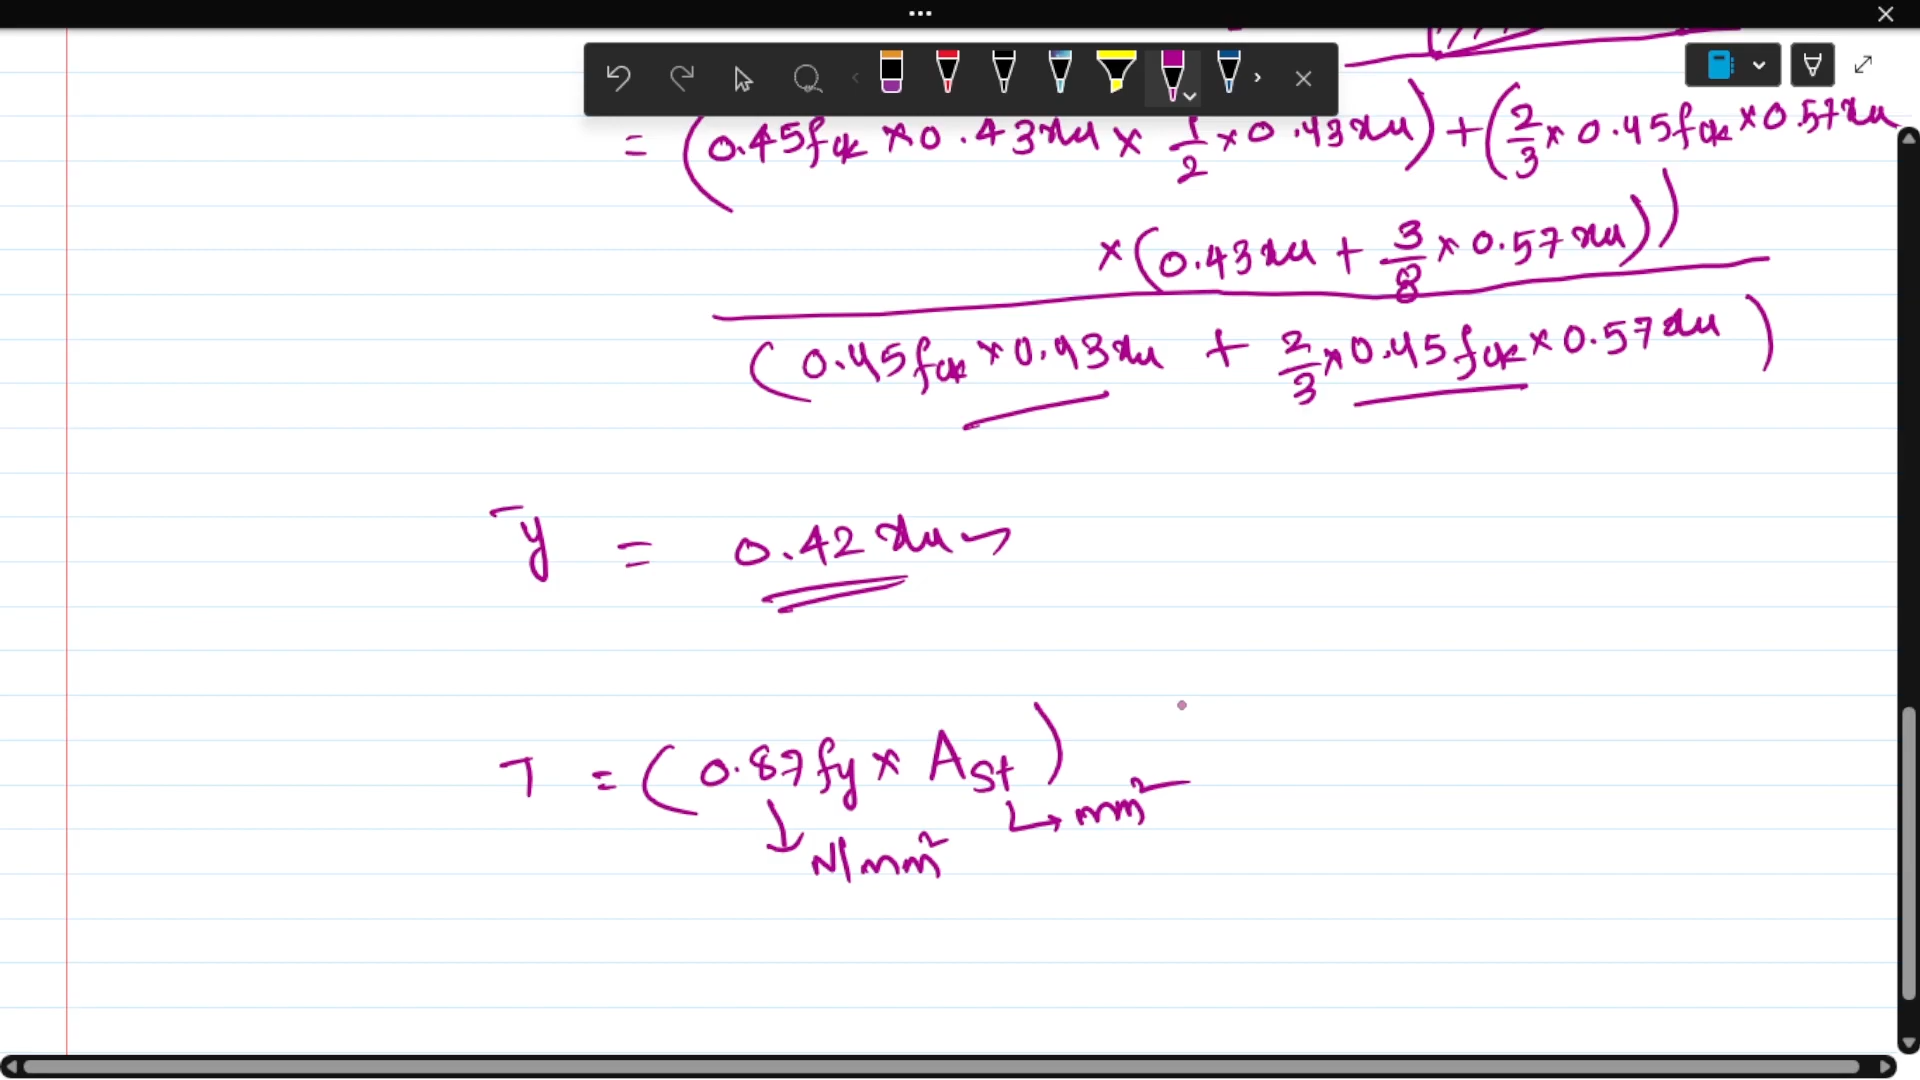 = (0.45fck × 0.43xu × 1/2 × 0.43xu) + (2/3 × 0.45fck × 0.57xu
× (0.43xu + 3/8 × 0.57xu))
(0.45fck × 0.43xu + 2/3 × 0.45fck × 0.57xu)
ȳ = 0.42xu
T = (0.87fy × Ast)
→ mm²
N/mm²